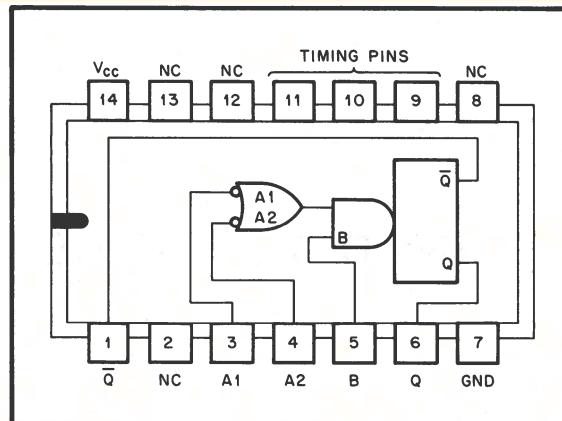 TIMING PINS
VCC NC NC NC
14 13 12 11 10 9 8
Q̅
A1
A2
B
Q
1 2 3 4 5 6 7
Q̅ NC A1 A2 B Q GND